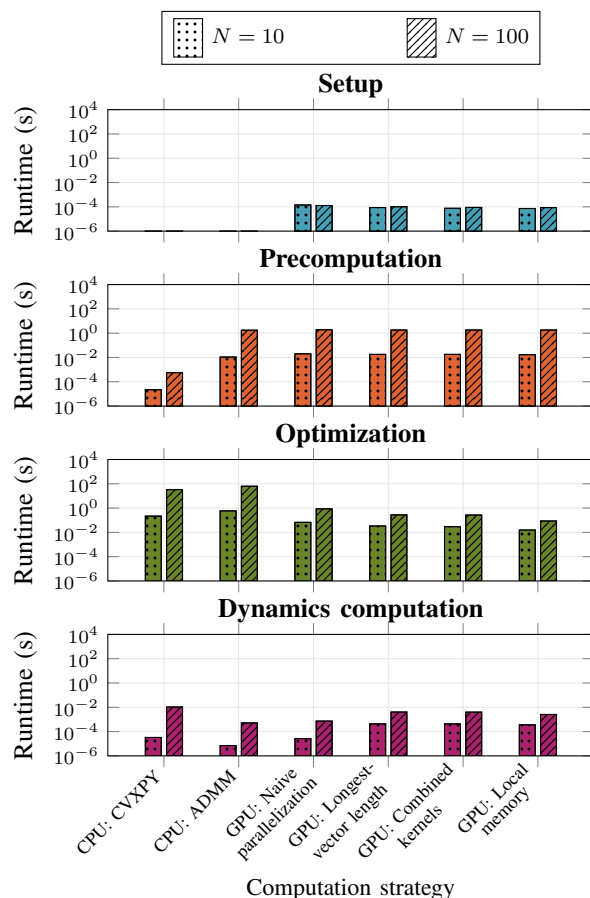 N = 10 N = 100
Setup
Runtime (s)
10^4
10^2
10^0
10^−2
10^−4
10^−6
Precomputation
Runtime (s)
10^4
10^2
10^0
10^−2
10^−4
10^−6
Optimization
Runtime (s)
10^4
10^2
10^0
10^−2
10^−4
10^−6
Dynamics computation
Runtime (s)
10^4
10^2
10^0
10^−2
10^−4
10^−6
CPU: CVXPY
CPU: ADMM
GPU: Naive
parallelization
GPU: Longest-
vector length
GPU: Combined
kernels
GPU: Local
memory
Computation strategy